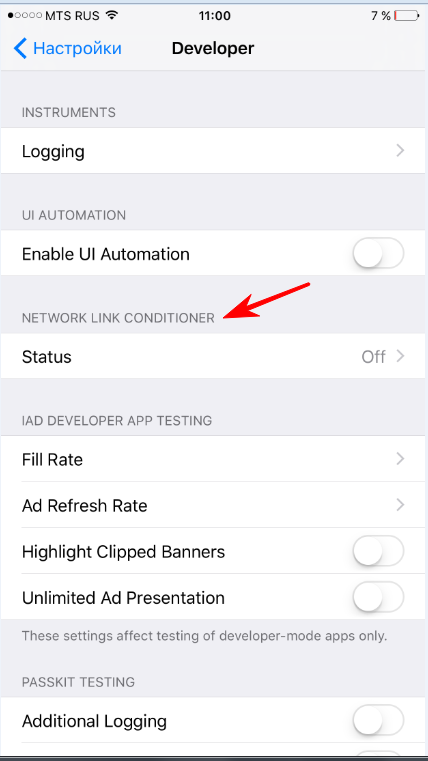 MTS RUS 11:00 7 %
Настройки Developer
INSTRUMENTS
Logging
UI AUTOMATION
Enable UI Automation
NETWORK LINK CONDITIONER
Status Off
IAD DEVELOPER APP TESTING
Fill Rate
Ad Refresh Rate
Highlight Clipped Banners
Unlimited Ad Presentation
These settings affect testing of developer-mode apps only.
PASSKIT TESTING
Additional Logging